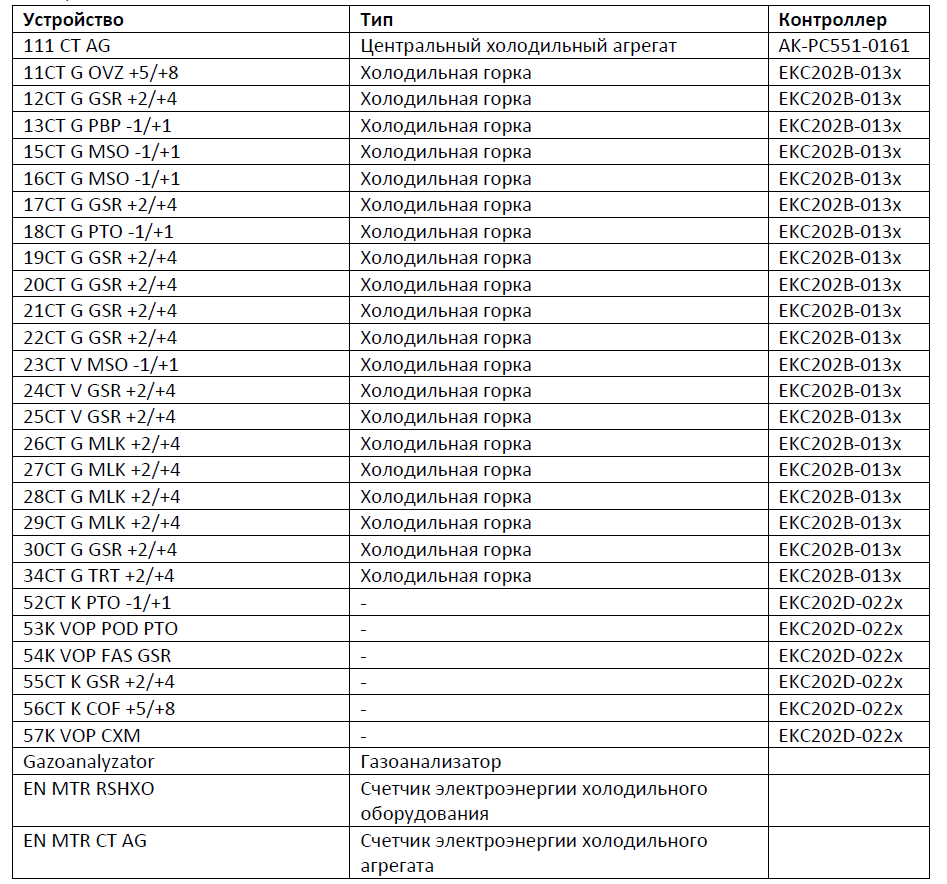 Устройство Тип Контроллер
111 CT AG Центральный холодильный агрегат AK-PC551-0161
11CT G OVZ +5/+8 Холодильная горка EKC202B-013x
12CT G GSR +2/+4 Холодильная горка EKC202B-013x
13CT G PBP -1/+1 Холодильная горка EKC202B-013x
15CT G MSO -1/+1 Холодильная горка EKC202B-013x
16CT G MSO -1/+1 Холодильная горка EKC202B-013x
17CT G GSR +2/+4 Холодильная горка EKC202B-013x
18CT G PTO -1/+1 Холодильная горка EKC202B-013x
19CT G GSR +2/+4 Холодильная горка EKC202B-013x
20CT G GSR +2/+4 Холодильная горка EKC202B-013x
21CT G GSR +2/+4 Холодильная горка EKC202B-013x
22CT G GSR +2/+4 Холодильная горка EKC202B-013x
23CT V MSO -1/+1 Холодильная горка EKC202B-013x
24CT V GSR +2/+4 Холодильная горка EKC202B-013x
25CT V GSR +2/+4 Холодильная горка EKC202B-013x
26CT G MLK +2/+4 Холодильная горка EKC202B-013x
27CT G MLK +2/+4 Холодильная горка EKC202B-013x
28CT G MLK +2/+4 Холодильная горка EKC202B-013x
29CT G MLK +2/+4 Холодильная горка EKC202B-013x
30CT G GSR +2/+4 Холодильная горка EKC202B-013x
34CT G TRT +2/+4 Холодильная горка EKC202B-013x
52CT K PTO -1/+1 - EKC202D-022x
53K VOP POD PTO - EKC202D-022x
54K VOP FAS GSR - EKC202D-022x
55CT K GSR +2/+4 - EKC202D-022x
56CT K COF +5/+8 - EKC202D-022x
57K VOP CXM - EKC202D-022x
Gazoanalyzator Газоанализатор
EN MTR RSHXO Счетчик электроэнергии холодильного
оборудования
EN MTR CT AG Счетчик электроэнергии холодильного
агрегата